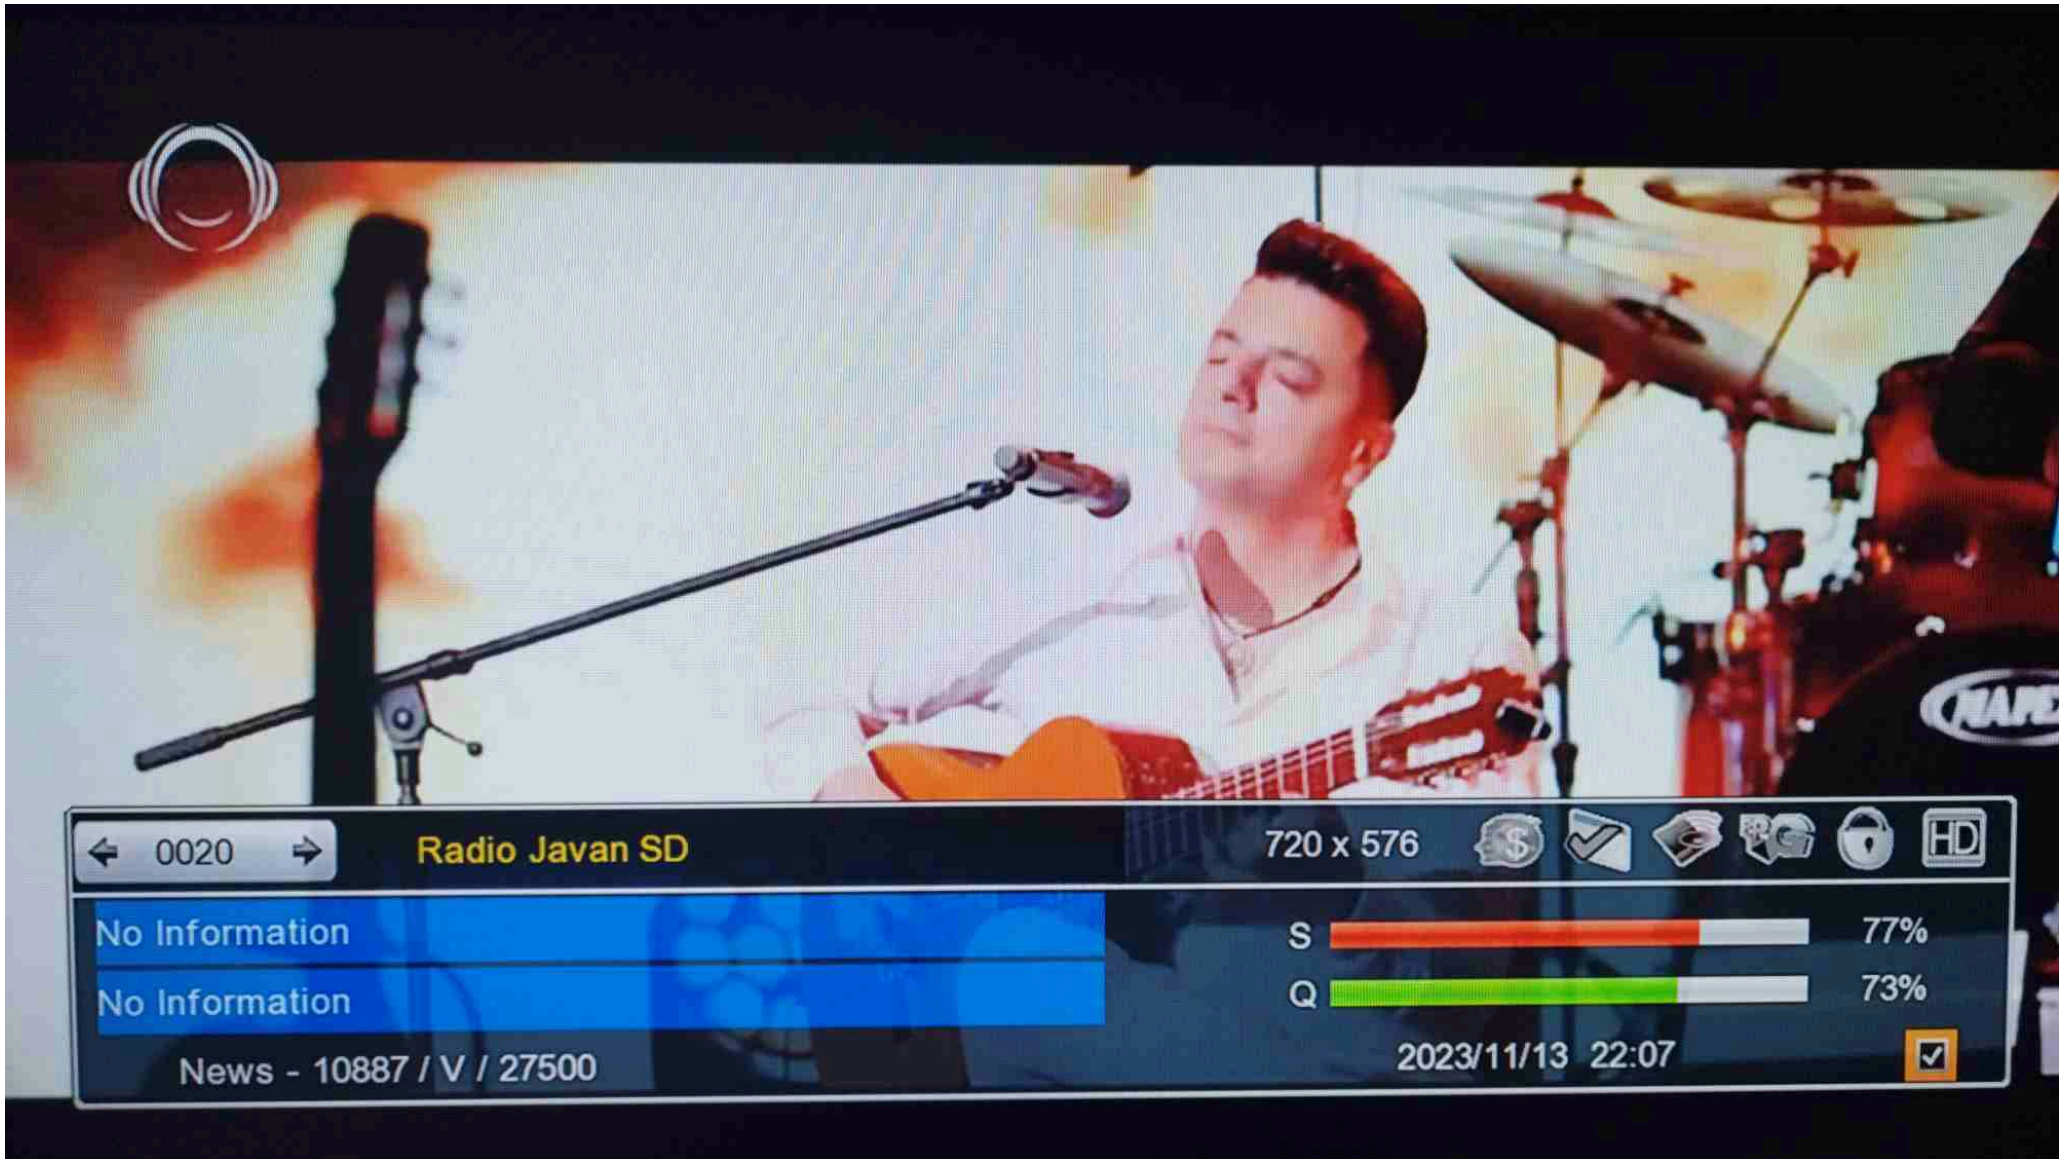 MAPE
0020 Radio Javan SD 720 x 576 $ HD
No Information S 77%
No Information Q 73%
News - 10887 / V / 27500 2023/11/13 22:07